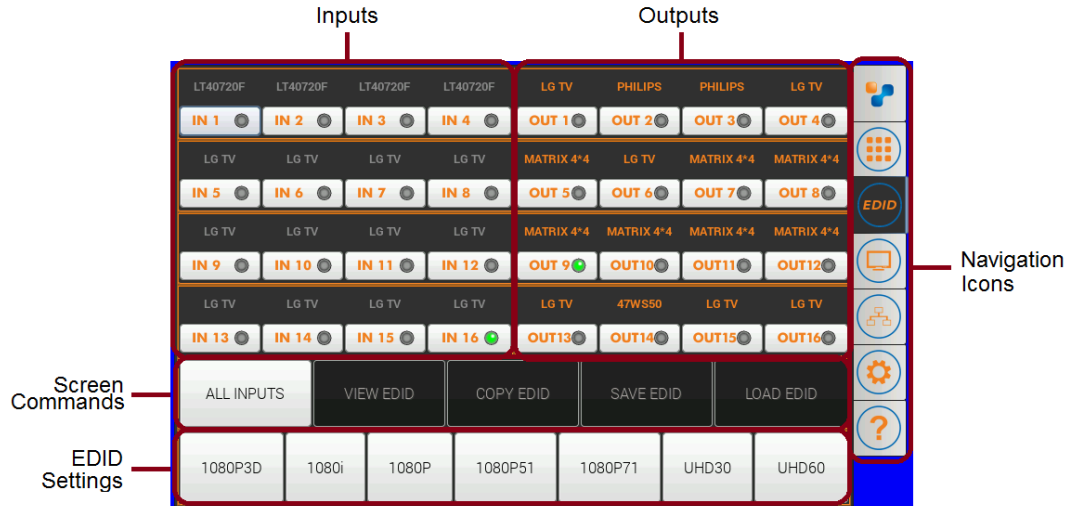 Inputs Outputs
LT40720F LT40720F LT40720F LT40720F LG TV PHILIPS PHILIPS LG TV
IN 1 IN 2 IN 3 IN 4 OUT 1 OUT 2 OUT 3 OUT 4
LG TV LG TV LG TV LG TV MATRIX 4*4 LG TV MATRIX 4*4 MATRIX 4*4
IN 5 IN 6 IN 7 IN 8 OUT 5 OUT 6 OUT 7 OUT 8
EDID
LG TV LG TV LG TV LG TV MATRIX 4*4 MATRIX 4*4 MATRIX 4*4 MATRIX 4*4
IN 9 IN 10 IN 11 IN 12 OUT 9 OUT10 OUT11 OUT12
Navigation
Icons
LG TV LG TV LG TV LG TV LG TV 47WS50 LG TV LG TV
IN 13 IN 14 IN 15 IN 16 OUT13 OUT14 OUT15 OUT16
Screen
Commands
ALL INPUTS VIEW EDID COPY EDID SAVE EDID LOAD EDID
?
EDID
Settings
1080P3D 1080i 1080P 1080P51 1080P71 UHD30 UHD60